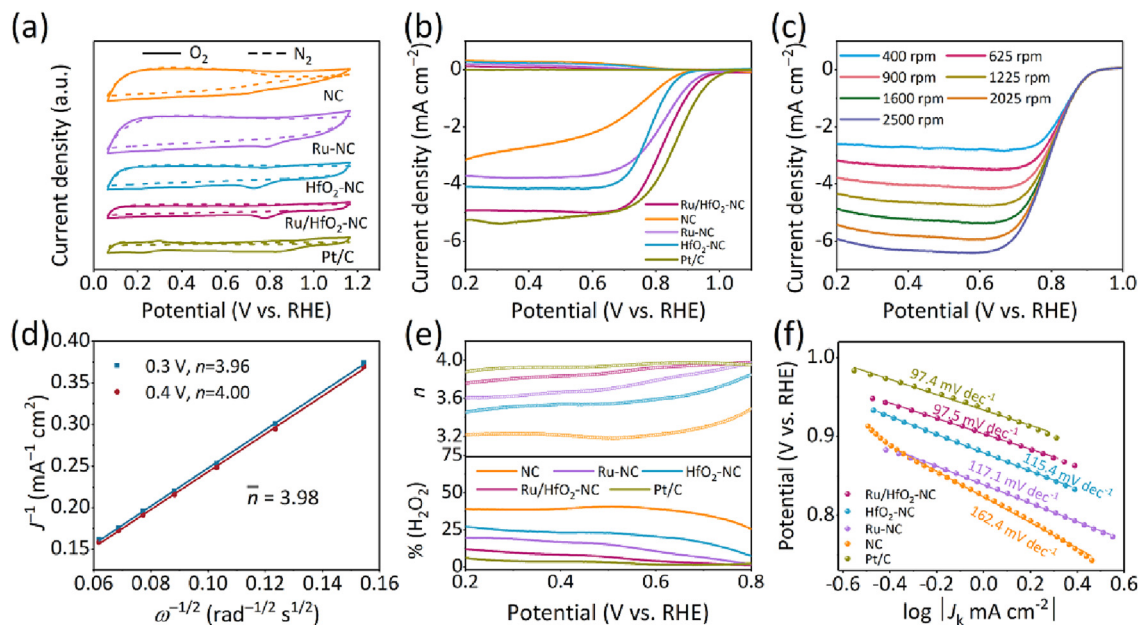 (a)
O₂
N₂
NC
Ru-NC
HfO₂-NC
Ru/HfO₂-NC
Pt/C
Current density (a.u.)
0.0 0.2 0.4 0.6 0.8 1.0 1.2
Potential (V vs. RHE)
(b)
0
-2
-4
-6
Current density (mA cm⁻²)
Ru/HfO₂-NC
NC
Ru-NC
HfO₂-NC
Pt/C
0.2 0.4 0.6 0.8 1.0
Potential (V vs. RHE)
(c)
400 rpm 625 rpm
900 rpm 1225 rpm
1600 rpm 2025 rpm
2500 rpm
0
-2
-4
-6
Current density (mA cm⁻²)
0.2 0.4 0.6 0.8 1.0
Potential (V vs. RHE)
(d)
0.40
0.35
0.30
0.25
0.20
0.15
J⁻¹ (mA⁻¹ cm²)
0.3 V, n=3.96
0.4 V, n=4.00
n̅ = 3.98
0.06 0.08 0.10 0.12 0.14 0.16
ω⁻¹/² (rad⁻¹/² s¹/²)
(e)
4.0
3.6
3.2
n
75
50
25
0
% (H₂O₂)
NC Ru-NC HfO₂-NC
Ru/HfO₂-NC Pt/C
0.2 0.4 0.6 0.8
Potential (V vs. RHE)
(f)
1.0
0.9
0.8
Potential (V vs. RHE)
97.4 mV dec⁻¹
97.5 mV dec⁻¹
115.4 mV dec⁻¹
117.1 mV dec⁻¹
162.4 mV dec⁻¹
Ru/HfO₂-NC
HfO₂-NC
Ru-NC
NC
Pt/C
-0.6 -0.4 -0.2 0.0 0.2 0.4 0.6
log |Jₖ mA cm⁻²|